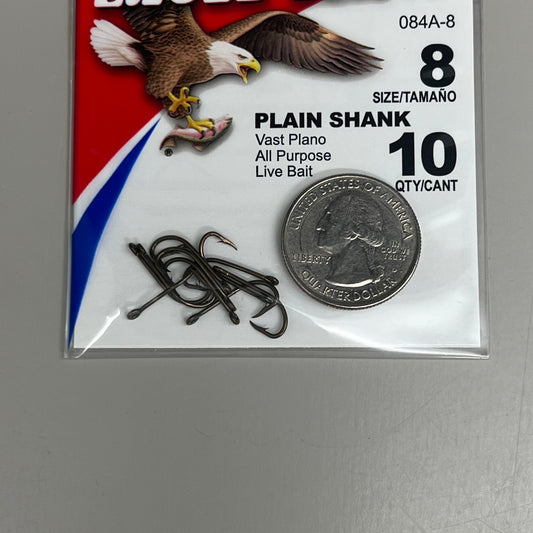 084A-8
8
SIZE/TAMAÑO
PLAIN SHANK
Vast Plano
All Purpose
Live Bait
10
QTY/CANT
UNITED STATES OF AMERICA
LIBERTY
IN
GOD WE
TRUST
QUARTER DOLLAR
®